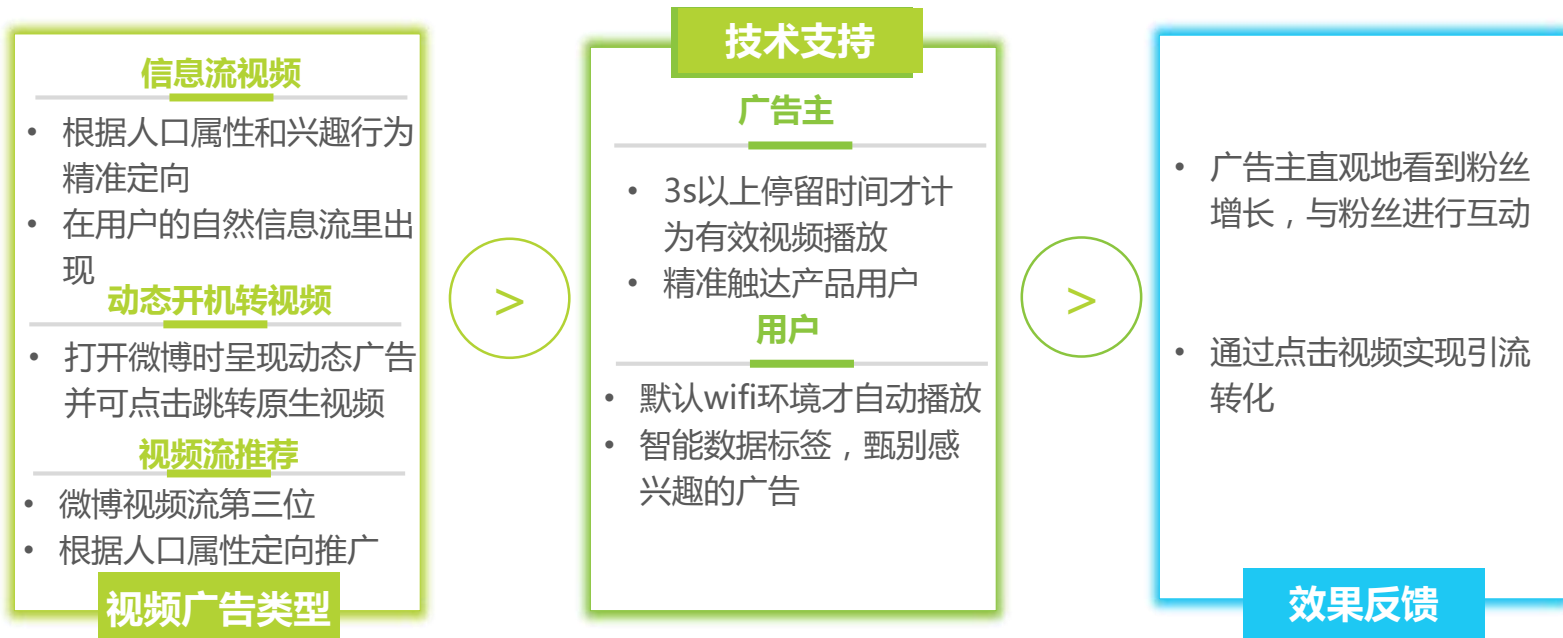 信息流视频
• 根据人口属性和兴趣行为
精准定向
• 在用户的自然信息流里出
现
动态开机转视频
• 打开微博时呈现动态广告
并可点击跳转原生视频
视频流推荐
• 微博视频流第三位
• 根据人口属性定向推广
视频广告类型
>
技术支持
广告主
• 3s以上停留时间才计
为有效视频播放
• 精准触达产品用户
用户
• 默认wifi环境才自动播放
• 智能数据标签，甄别感
兴趣的广告
>
• 广告主直观地看到粉丝
增长，与粉丝进行互动
• 通过点击视频实现引流
转化
效果反馈